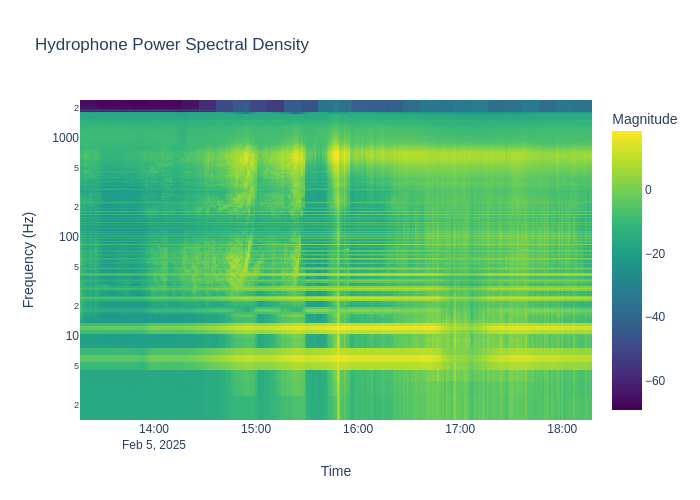 Hydrophone Power Spectral Density
Magnitude
0
−20
−40
−60
Frequency (Hz)
2
1000
5
2
100
5
2
10
5
2
14:00 15:00 16:00 17:00 18:00
Feb 5, 2025
Time